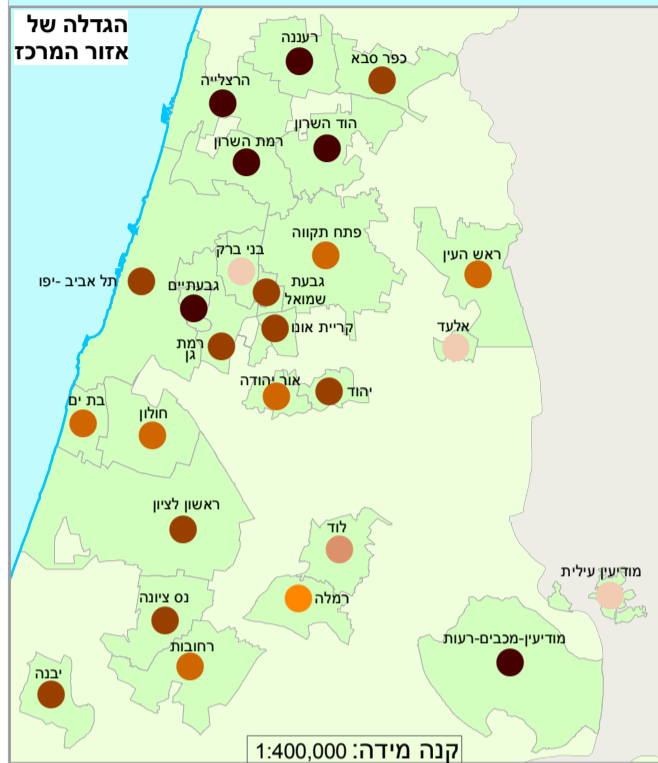 הגדלה של
אזור המרכז
רעננה
כפר סבא
הרצלייה
הוד השרון
רמת השרון
פתח תקווה
בני ברק
ראש העין
תל אביב -יפו
גבעתיים
גבעת
שמואל
קריית אונו
אלעד
רמת
גן
אור יהודה
יהוד
בת ים
חולון
ראשון לציון
לוד
מודיעין עילית
רמלה
נס ציונה
מודיעין-מכבים-רעות
רחובות
יבנה
קנה מידה: 1:400,000